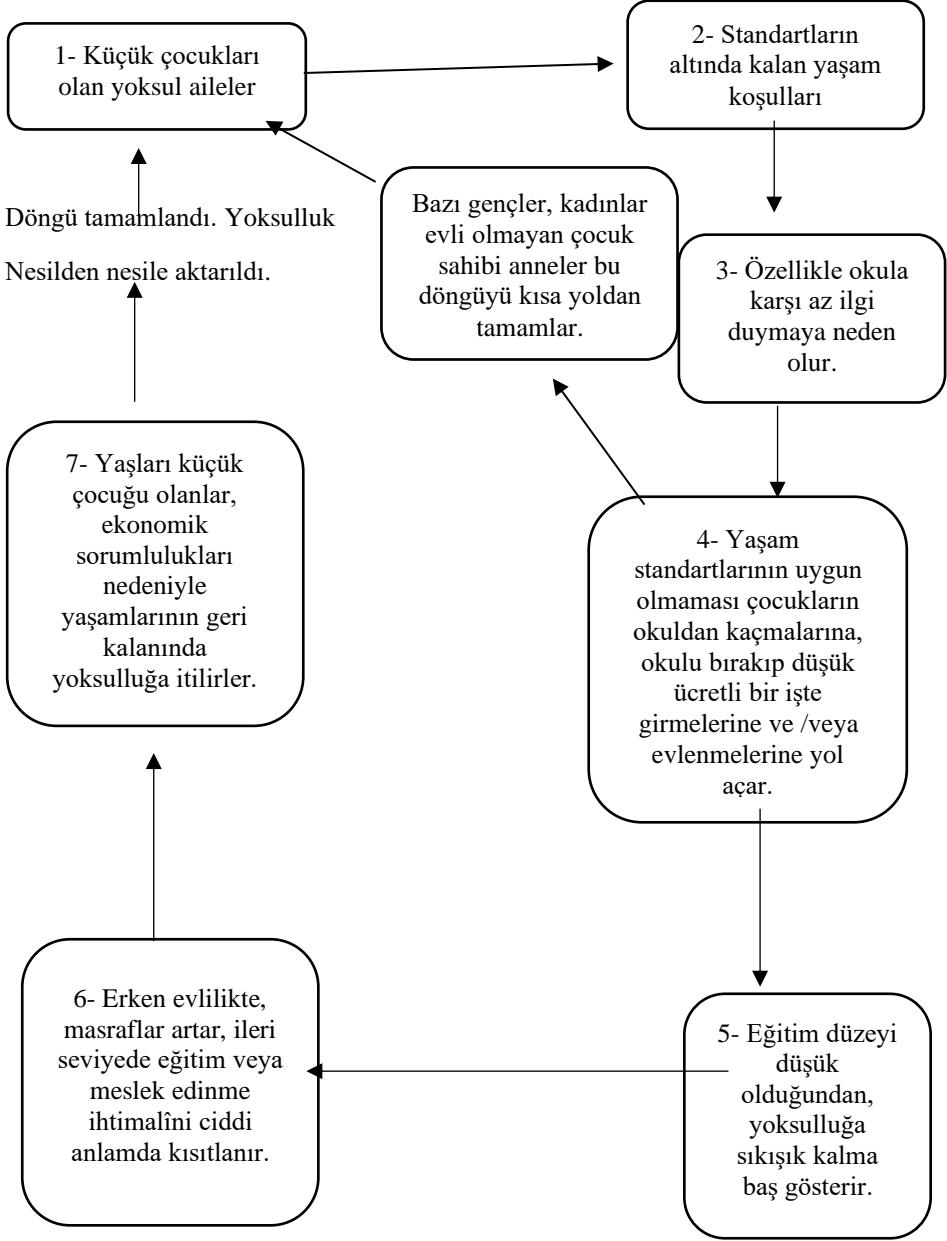 1- Küçük çocukları
olan yoksul aileler
2- Standartların
altında kalan yaşam
koşulları
3- Özellikle okula
karşı az ilgi
duymaya neden
olur.
Bazı gençler, kadınlar
evli olmayan çocuk
sahibi anneler bu
döngüyü kısa yoldan
tamamlar.
4- Yaşam
standartlarının uygun
olmaması çocukların
okuldan kaçmalarına,
okulu bırakıp düşük
ücretli bir işte
girmelerine ve /veya
evlenmelerine yol
açar.
5- Eğitim düzeyi
düşük
olduğundan,
yoksulluğa
sıkışık kalma
baş gösterir.
6- Erken evlilikte,
masraflar artar, ileri
seviyede eğitim veya
meslek edinme
ihtimalîni ciddi
anlamda kısıtlanır.
7- Yaşları küçük
çocuğu olanlar,
ekonomik
sorumlulukları
nedeniyle
yaşamlarının geri
kalanında
yoksulluğa itilirler.
Döngü tamamlandı. Yoksulluk
Nesilden nesile aktarıldı.